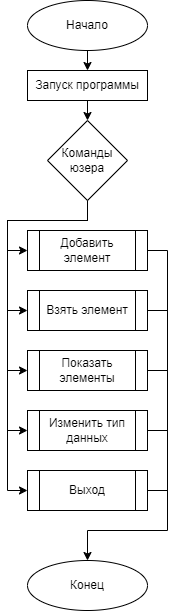 Начало
Запуск программы
Команды
юзера
Добавить
элемент
Взять элемент
Показать
элементы
Изменить тип
данных
Выход
Конец